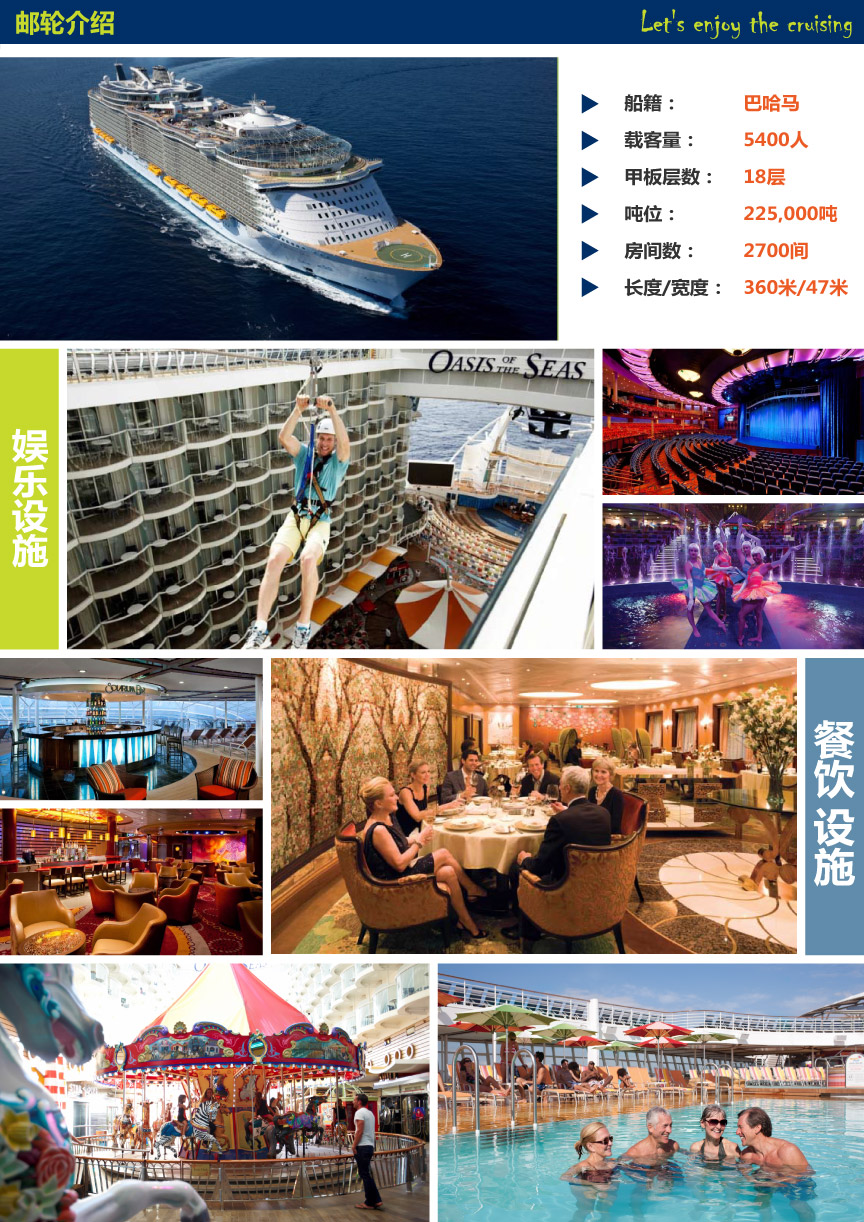 邮轮介绍
Let's enjoy the cruising
船籍： 巴哈马
载客量： 5400人
甲板层数： 18层
吨位： 225,000吨
房间数： 2700间
长度/宽度： 360米/47米
娱乐设施
OASIS OF THE SEAS
SOLARIUM BAR
餐饮设施